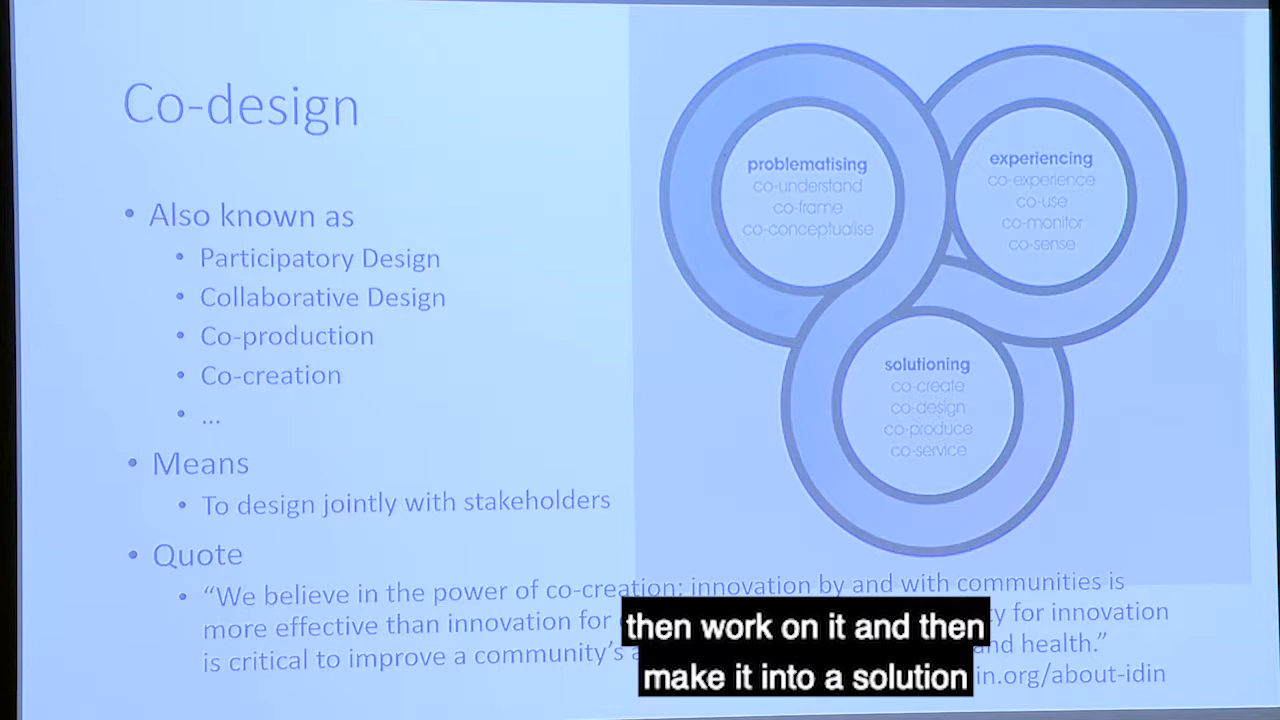 Co-design
• Also known as
• Participatory Design
• Collaborative Design
• Co-production
• Co-creation
• ...
• Means
• To design jointly with stakeholders
• Quote
• “We believe in the power of co-creation; innovation by and with communities is
more effective than innovation for
y for innovation
is critical to improve a community’s
and health.”
in.org/about-idin
problematising
co-understand
co-frame
co-conceptualise
experiencing
co-experience
co-use
co-monitor
co-sense
solutioning
co-create
co-design
co-produce
co-service
then work on it and then
make it into a solution